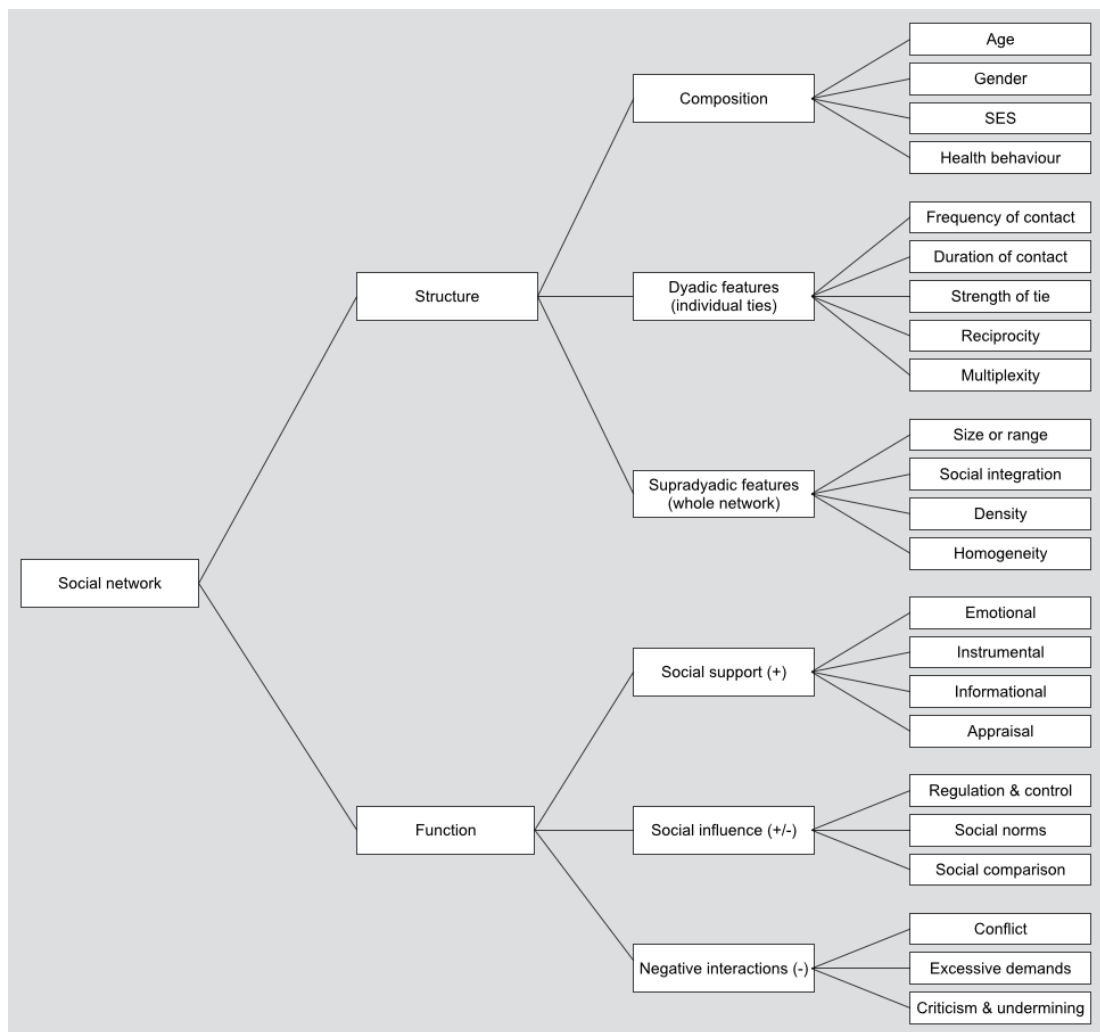 Social network
Structure
Function
Composition
Dyadic features
(individual ties)
Supradyadic features
(whole network)
Social support (+)
Social influence (+/-)
Negative interactions (-)
Age
Gender
SES
Health behaviour
Frequency of contact
Duration of contact
Strength of tie
Reciprocity
Multiplexity
Size or range
Social integration
Density
Homogeneity
Emotional
Instrumental
Informational
Appraisal
Regulation & control
Social norms
Social comparison
Conflict
Excessive demands
Criticism & undermining